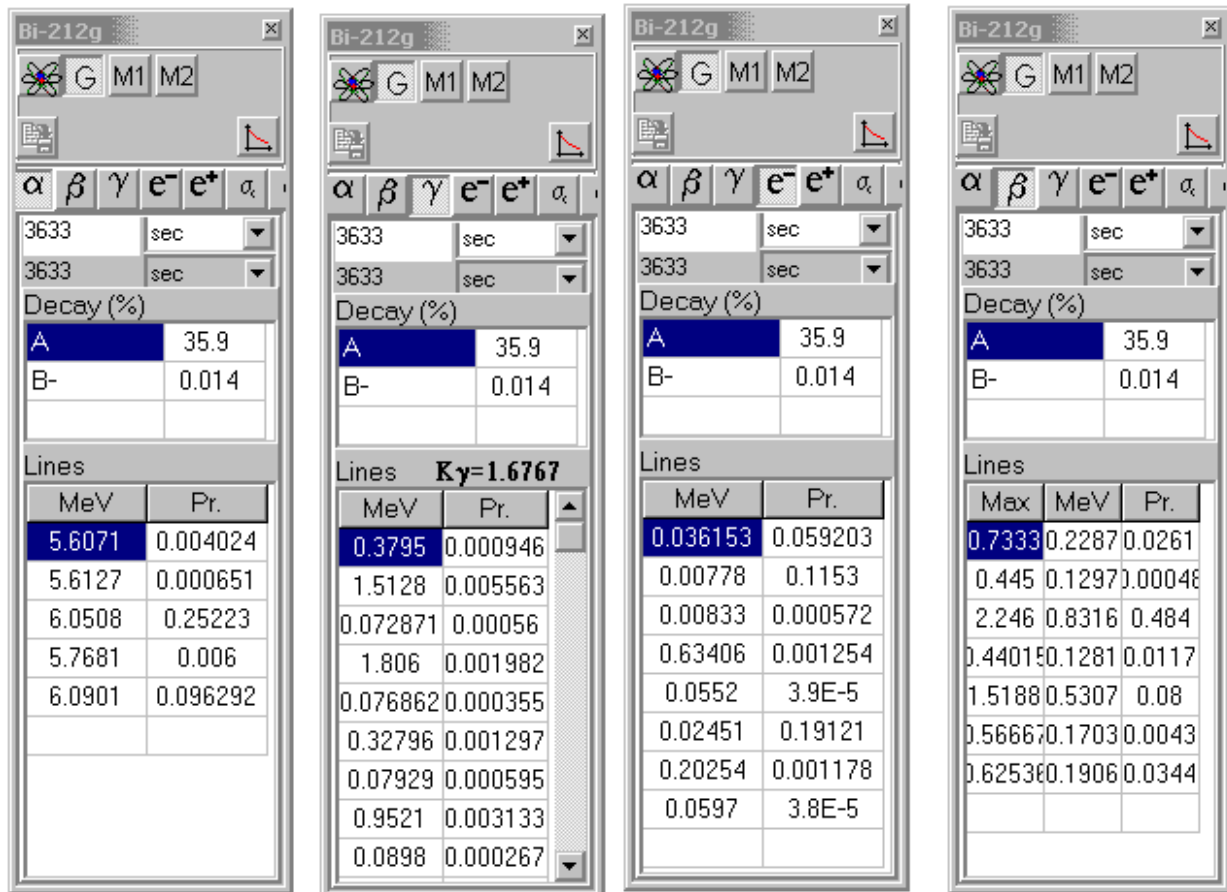 Bi-212g
G M1 M2
α β γ e⁻ e⁺ σ
3633 sec
3633 sec
Decay (%)
A 35.9
B- 0.014
Lines
MeV Pr.
5.6071 0.004024
5.6127 0.000651
6.0508 0.25223
5.7681 0.006
6.0901 0.096292
Bi-212g
G M1 M2
α β γ e⁻ e⁺ σ
3633 sec
3633 sec
Decay (%)
A 35.9
B- 0.014
Lines Kγ=1.6767
MeV Pr.
0.3795 0.000946
1.5128 0.005563
0.072871 0.00056
1.806 0.001982
0.076862 0.000355
0.32796 0.001297
0.07929 0.000595
0.9521 0.003133
0.0898 0.000267
Bi-212g
G M1 M2
α β γ e⁻ e⁺ σ
3633 sec
3633 sec
Decay (%)
A 35.9
B- 0.014
Lines
MeV Pr.
0.036153 0.059203
0.00778 0.1153
0.00833 0.000572
0.63406 0.001254
0.0552 3.9E-5
0.02451 0.19121
0.20254 0.001178
0.0597 3.8E-5
Bi-212g
G M1 M2
α β γ e⁻ e⁺ σ
3633 sec
3633 sec
Decay (%)
A 35.9
B- 0.014
Lines
Max MeV Pr.
0.7333 0.2287 0.0261
0.445 0.1297 0.00048
2.246 0.8316 0.484
0.44015 0.1281 0.0117
1.5188 0.5307 0.08
0.56667 0.1703 0.0043
0.1906 0.0344